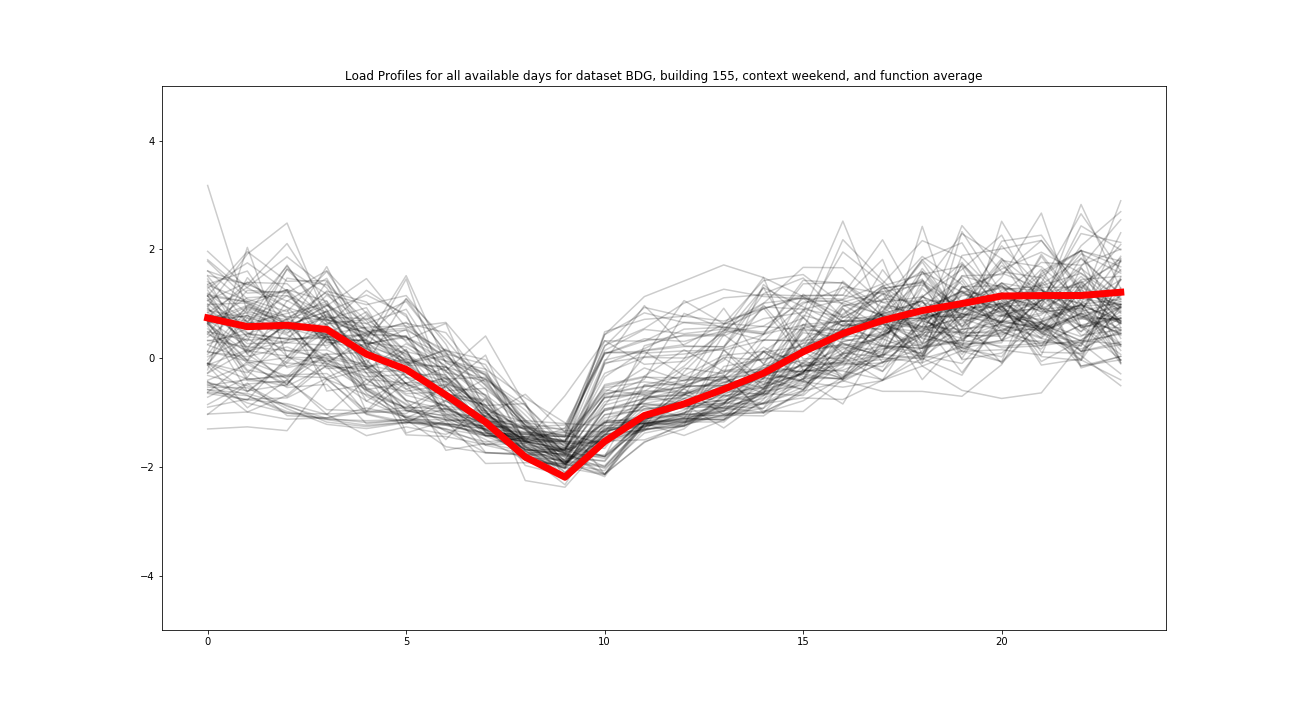 Load Profiles for all available days for dataset BDG, building 155, context weekend, and function average
4
2
0
−2
−4
0 5 10 15 20